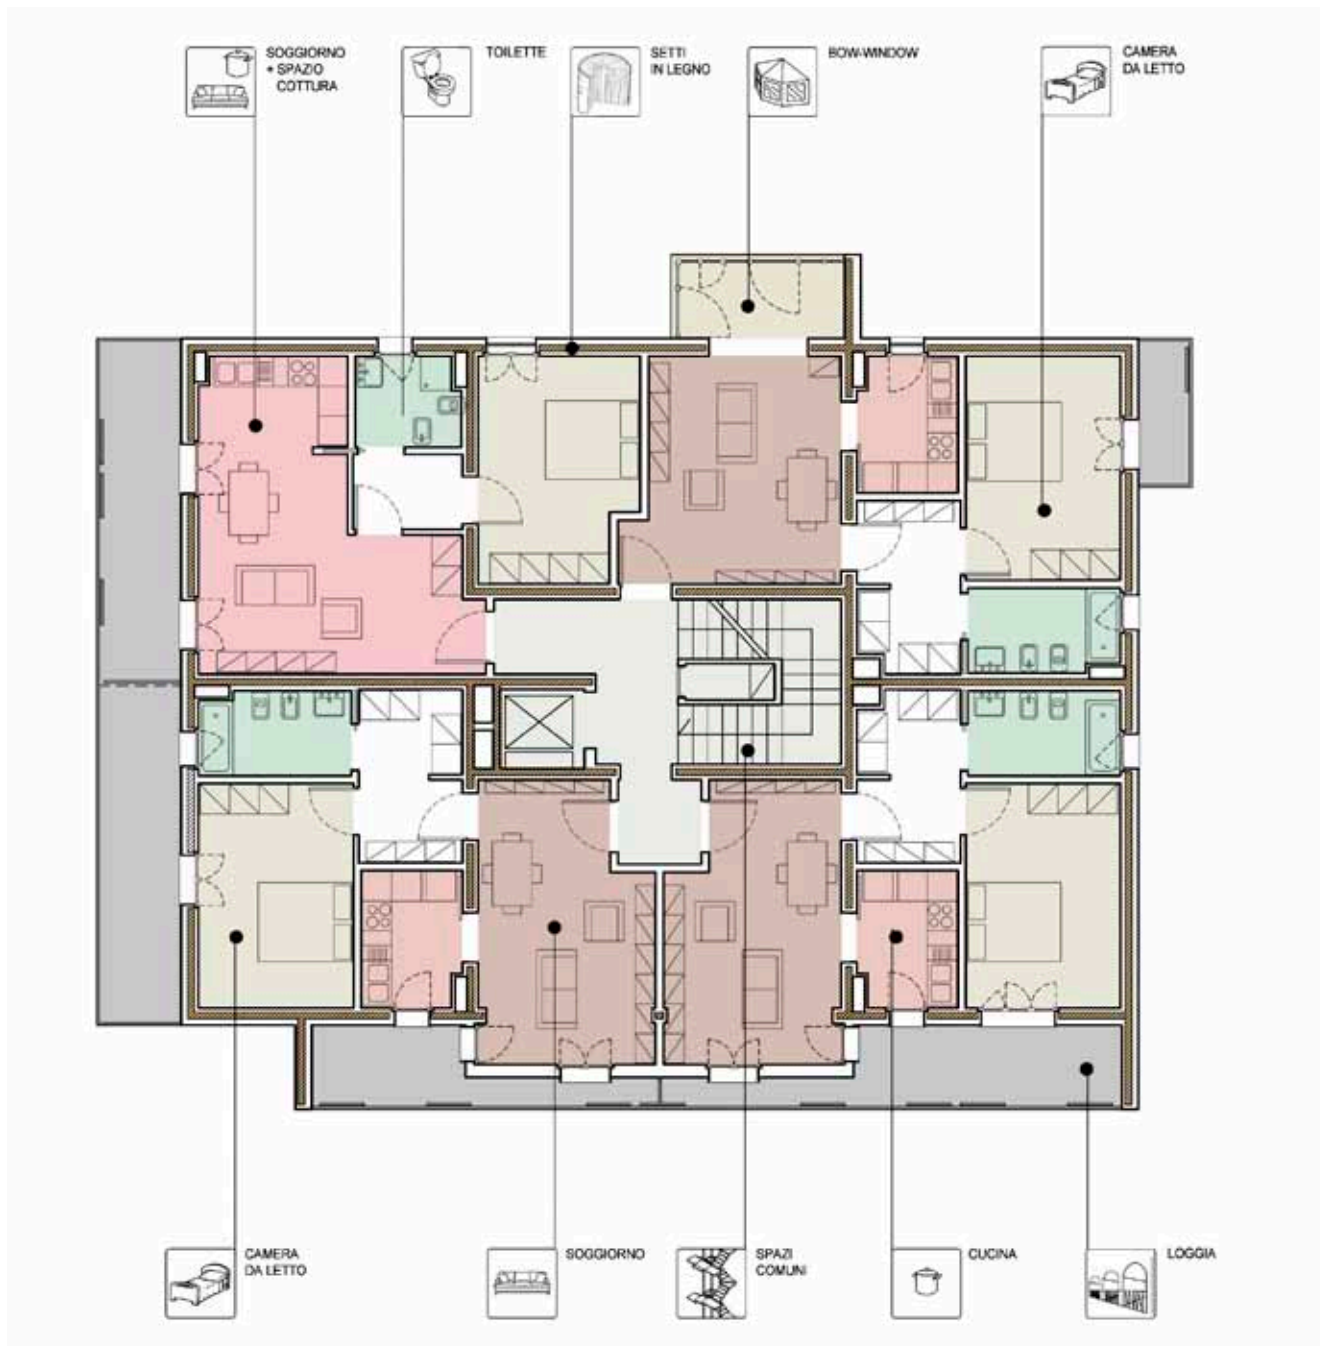 SOGGIORNO
+ SPAZIO
COTTURA
TOILETTE
SETTI
IN LEGNO
BOW-WINDOW
CAMERA
DA LETTO
CAMERA
DA LETTO
SOGGIORNO
SPAZI
COMUNI
CUCINA
LOGGIA